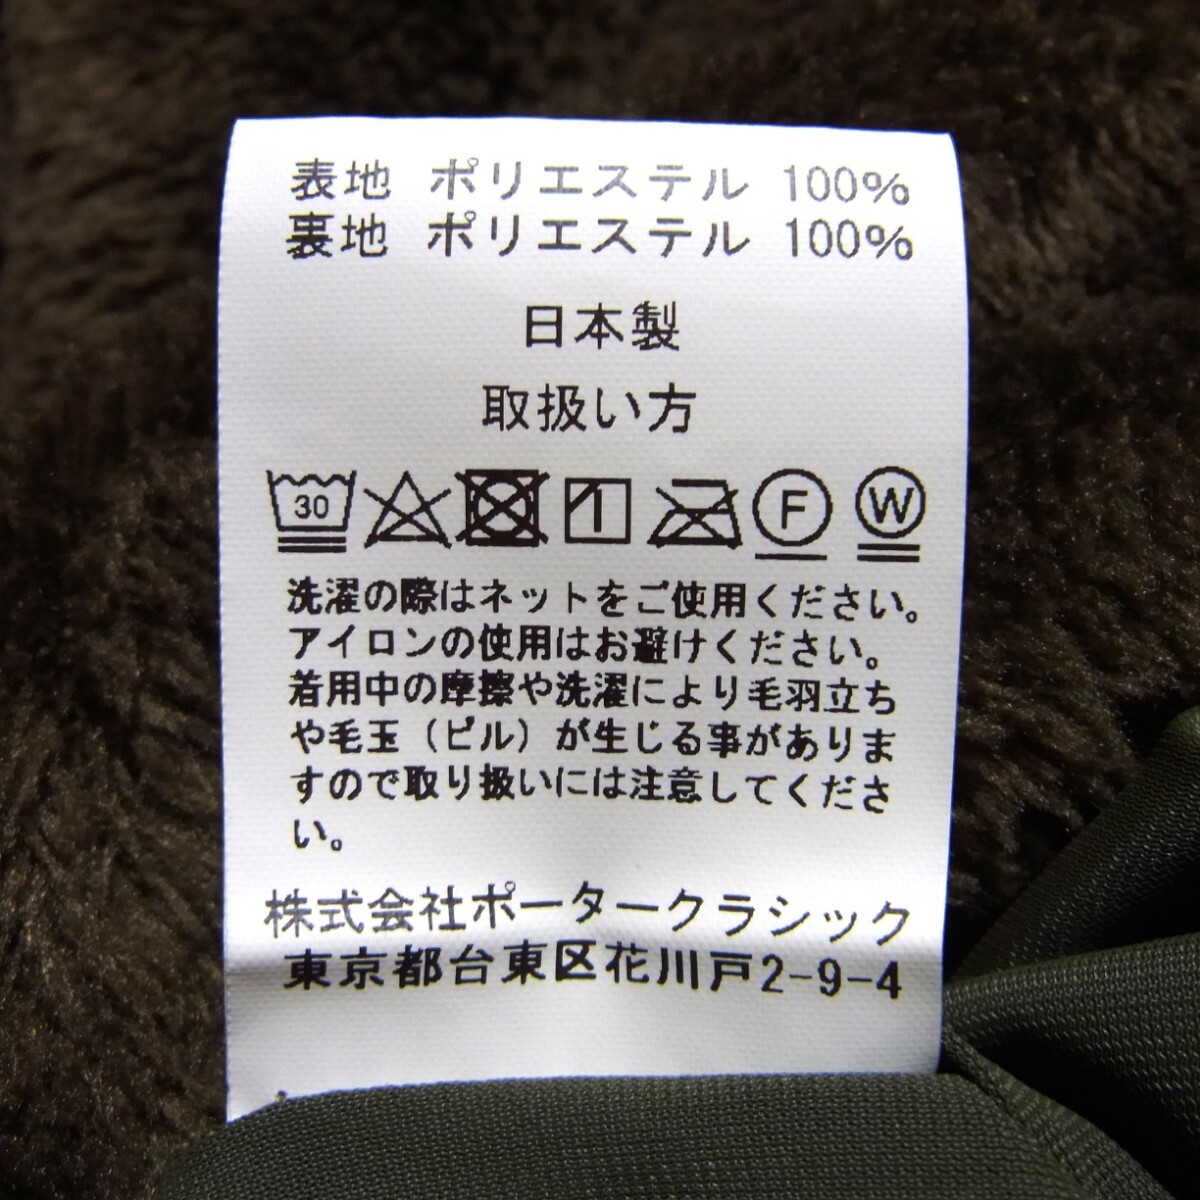 表地 ポリエステル 100%
裏地 ポリエステル 100%
日本製
取扱い方
30 F W
洗濯の際はネットをご使用ください。
アイロンの使用はお避けください。
着用中の摩擦や洗濯により毛羽立ち
や毛玉（ピル）が生じる事がありま
すので取り扱いには注意してくださ
い。
株式会社ポータークラシック
東京都台東区花川戸2-9-4